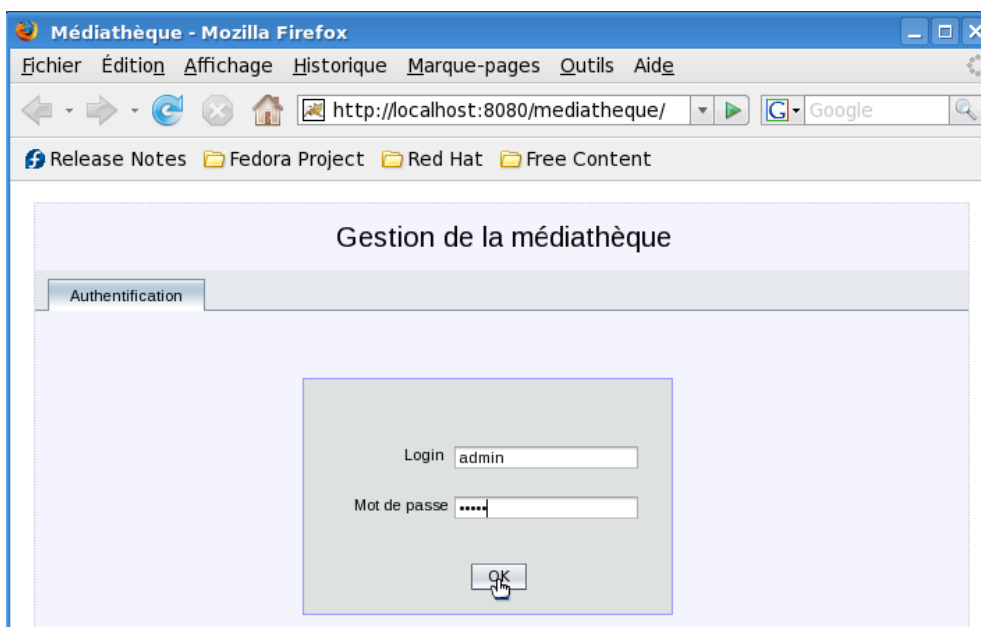 Médiathèque - Mozilla Firefox
Fichier Édition Affichage Historique Marque-pages Outils Aide
http://localhost:8080/mediatheque/ G Google
Release Notes Fedora Project Red Hat Free Content
Gestion de la médiathèque
Authentification
Login admin
Mot de passe •••••
OK